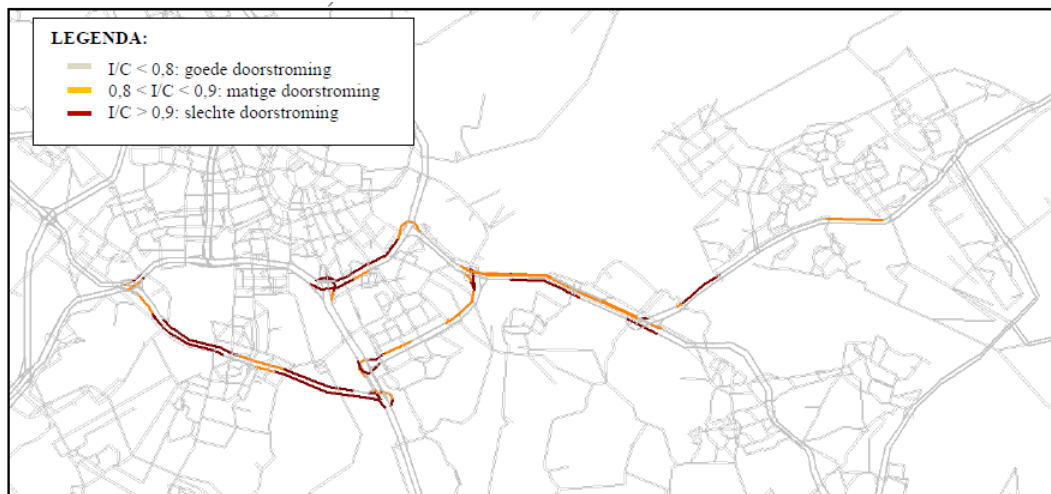 LEGENDA:
I/C < 0,8: goede doorstroming
0,8 < I/C < 0,9: matige doorstroming
I/C > 0,9: slechte doorstroming